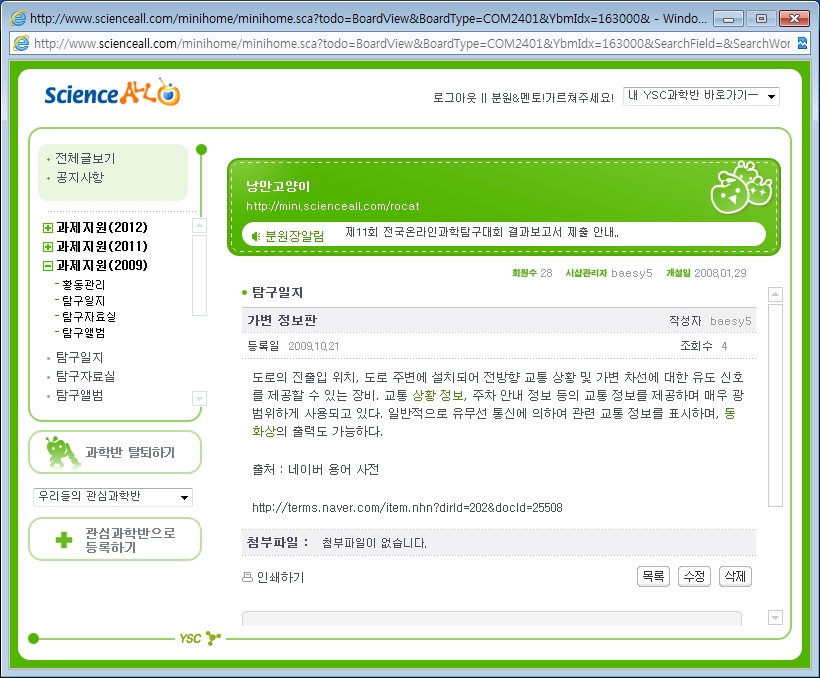 http://www.scienceall.com/minihome/minihome.sca?todo=BoardView&BoardType=COM2401&YbmIdx=163000& - Windo...
http://www.scienceall.com/minihome/minihome.sca?todo=BoardView&BoardType=COM2401&YbmIdx=163000&SearchField=&SearchWor
Science ALL
로그아웃 || 분원&멘토!가르쳐주세요!
내 YSC과학반 바로가기━
전체글보기
공지사항
과제지원(2012)
과제지원(2011)
과제지원(2009)
활동관리
탐구일지
탐구자료실
탐구앨범
탐구일지
탐구자료실
탐구앨범
과학반 탈퇴하기
우리들의 관심과학반
관심과학반으로
등록하기
낭만고양이
http://mini.scienceall.com/rocat
분원장알림 제11회 전국온라인과학탐구대회 결과보고서 제출 안내..
회원수 28 시샵관리자 baesy5 개설일 2008.01.29
탐구일지
가변 정보판 작성자 baesy5
등록일 2009.10.21 조회수 4
도로의 진출입 위치, 도로 주변에 설치되어 전방향 교통 상황 및 가변 차선에 대한 유도 신호
를 제공할 수 있는 장비. 교통 상황 정보, 주차 안내 정보 등의 교통 정보를 제공하며 매우 광
범위하게 사용되고 있다. 일반적으로 유무선 통신에 의하여 관련 교통 정보를 표시하며, 동
화상의 출력도 가능하다.
출처 : 네이버 용어 사전
http://terms.naver.com/item.nhn?dirId=202&docId=25508
첨부파일 : 첨부파일이 없습니다.
인쇄하기
목록 수정 삭제
YSC